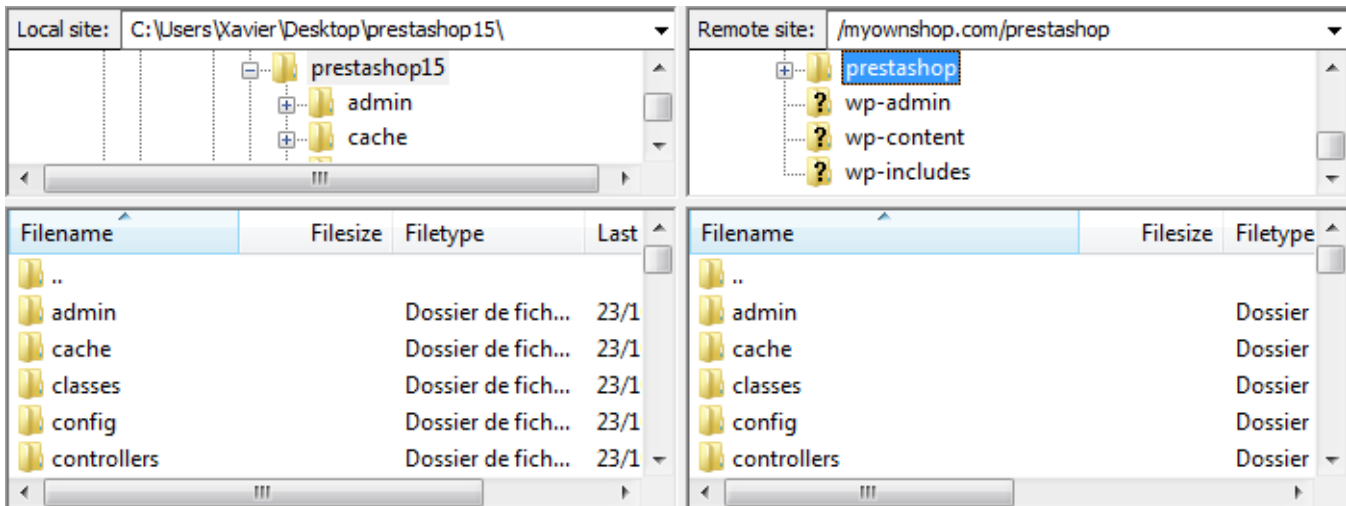 Local site: C:\Users\Xavier\Desktop\prestashop15\
prestashop15
admin
cache
Filename Filesize Filetype Last
..
admin Dossier de fich... 23/1
cache Dossier de fich... 23/1
classes Dossier de fich... 23/1
config Dossier de fich... 23/1
controllers Dossier de fich... 23/1
Remote site: /myownshop.com/prestashop
prestashop
wp-admin
wp-content
wp-includes
Filename Filesize Filetype
..
admin Dossier
cache Dossier
classes Dossier
config Dossier
controllers Dossier